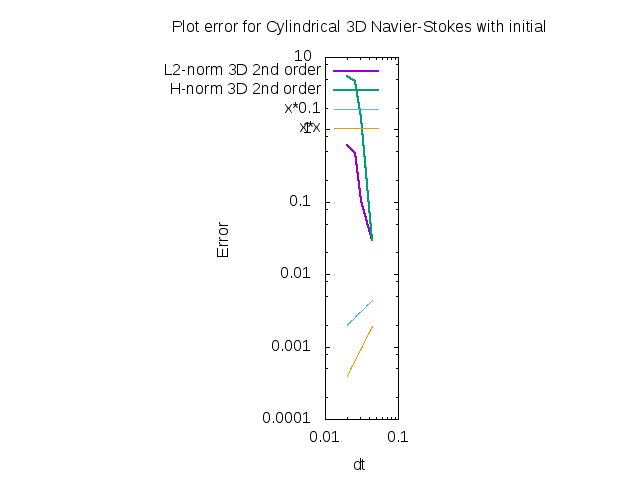 Plot error for Cylindrical 3D Navier-Stokes with initial
10
L2-norm 3D 2nd order
H-norm 3D 2nd order
x*0.1
x*x
1
0.1
0.01
0.001
0.0001
0.01
0.1
Error
dt